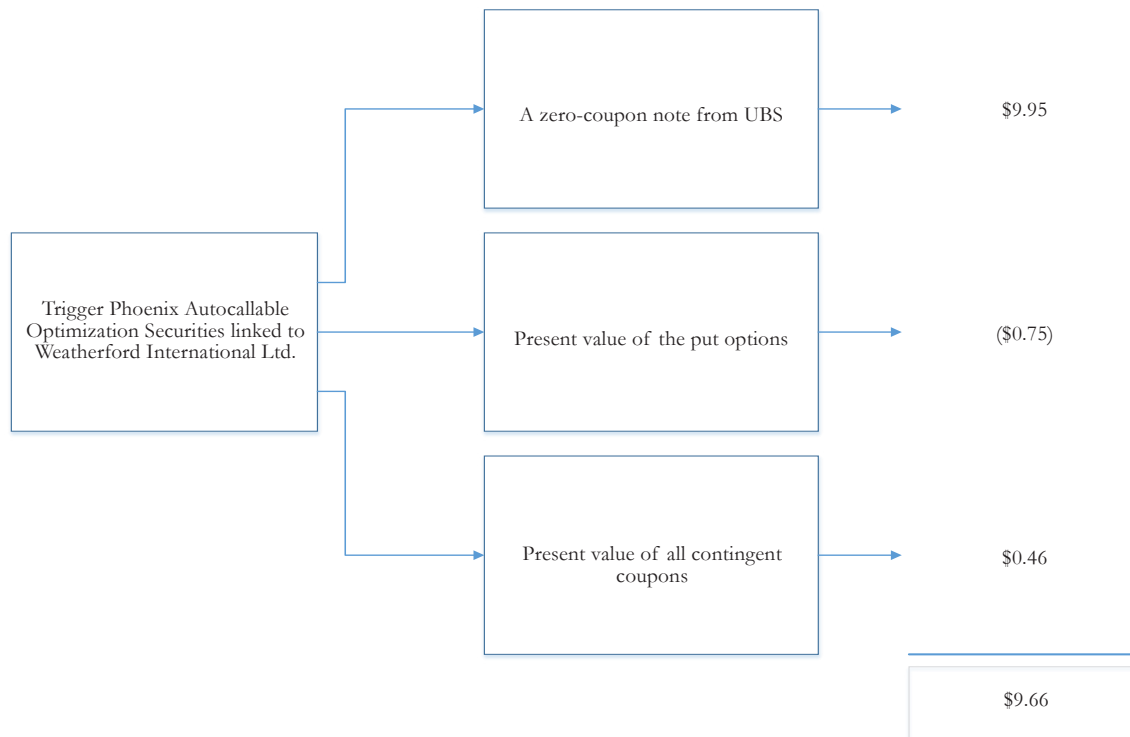 A zero-coupon note from UBS
$9.95
Trigger Phoenix Autocallable
Optimization Securities linked to
Weatherford International Ltd.
Present value of the put options
($0.75)
Present value of all contingent
coupons
$0.46
$9.66